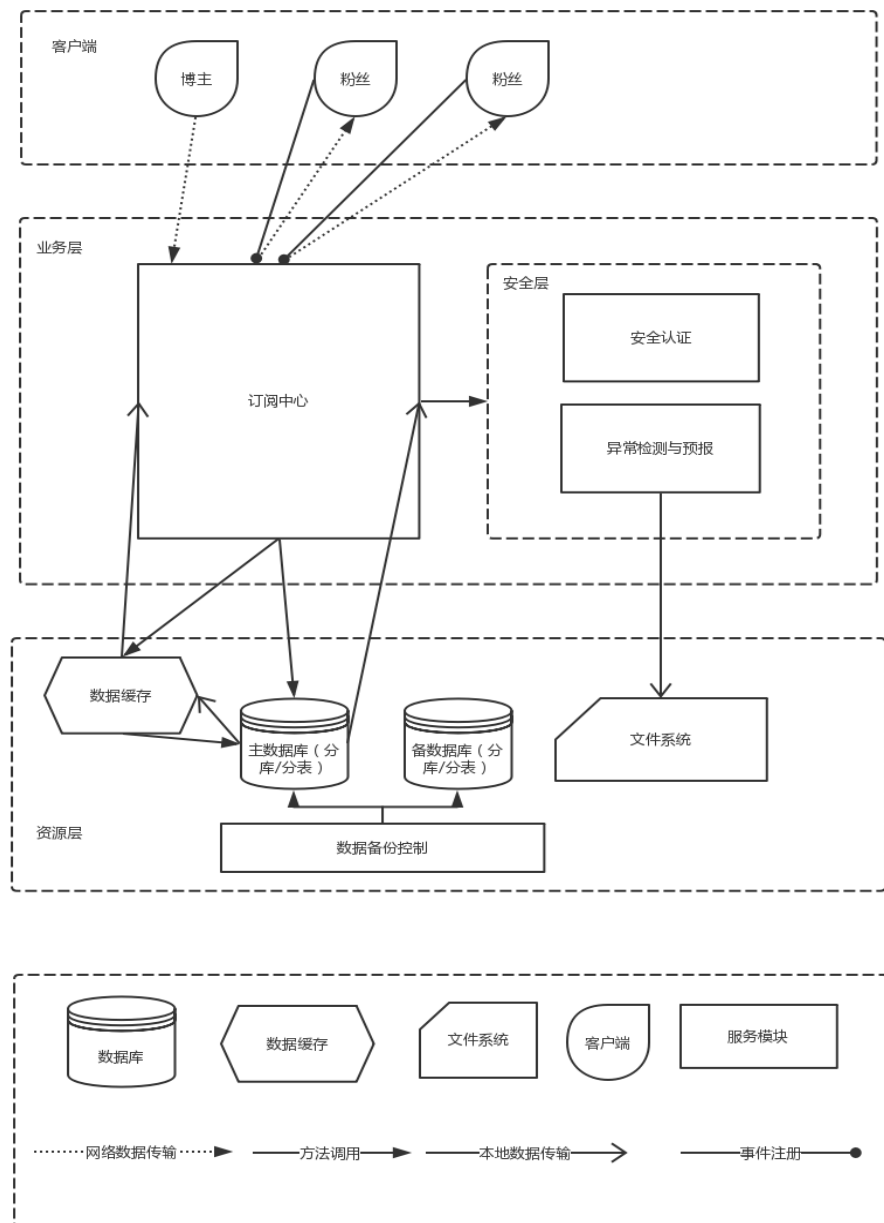 客户端
博主
粉丝
粉丝
业务层
安全层
安全认证
订阅中心
异常检测与预报
数据缓存
主数据库（分
库/分表）
备数据库（分
库/分表）
文件系统
资源层
数据备份控制
数据库
数据缓存
文件系统
客户端
服务模块
网络数据传输
方法调用
本地数据传输
事件注册